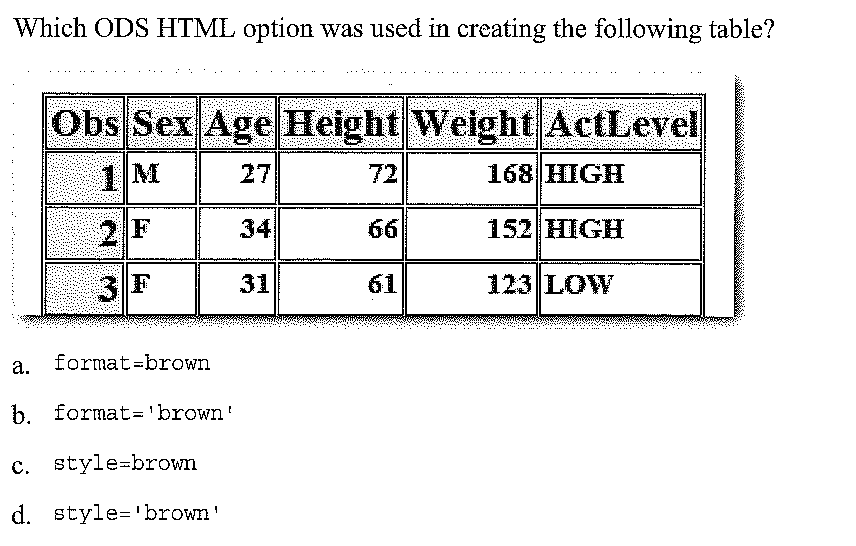 Which ODS HTML option was used in creating the following table?
Obs Sex Age Height Weight ActLevel
1 M 27 72 168 HIGH
2 F 34 66 152 HIGH
3 F 31 61 123 LOW
a. format=brown
b. format='brown'
c. style=brown
d. style='brown'